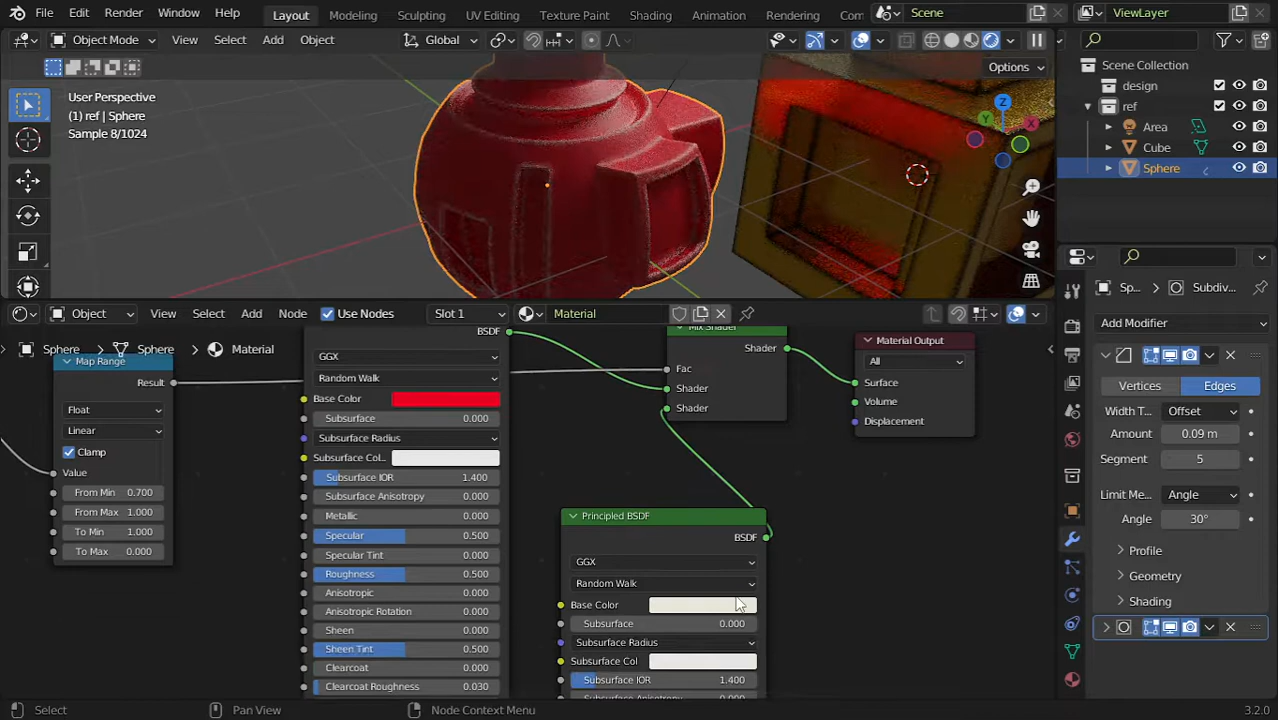 File Edit Render Window Help Layout Modeling Sculpting UV Editing Texture Paint Shading Animation Rendering Com Scene ViewLayer
Object Mode View Select Add Object Global
Options
User Perspective
(1) ref | Sphere
Sample 8/1024
X
Y
Z
Scene Collection
design
ref
Area
Cube
Sphere
Object View Select Add Node Use Nodes Slot 1 Material
Sphere Sphere Material
Map Range
Result
Float
Linear
Clamp
Value
From Min 0.700
From Max 1.000
To Min 1.000
To Max 0.000
BSDF
GGX
Random Walk
Base Color
Subsurface 0.000
Subsurface Radius
Subsurface Col..
Subsurface IOR 1.400
Subsurface Anisotropy 0.000
Metallic 0.000
Specular 0.500
Specular Tint 0.000
Roughness 0.500
Anisotropic 0.000
Anisotropic Rotation 0.000
Sheen 0.000
Sheen Tint 0.500
Clearcoat 0.000
Clearcoat Roughness 0.030
Mix Shader
Shader
Fac
Shader
Shader
Material Output
All
Surface
Volume
Displacement
Principled BSDF
BSDF
GGX
Random Walk
Base Color
Subsurface 0.000
Subsurface Radius
Subsurface Col
Subsurface IOR 1.400
Subsurface Anisotropy 0.000
Sp.. Subdiv..
Add Modifier
Vertices Edges
Width T.. Offset
Amount 0.09 m
Segment 5
Limit Me.. Angle
Angle 30°
Profile
Geometry
Shading
Select Pan View Node Context Menu 3.2.0